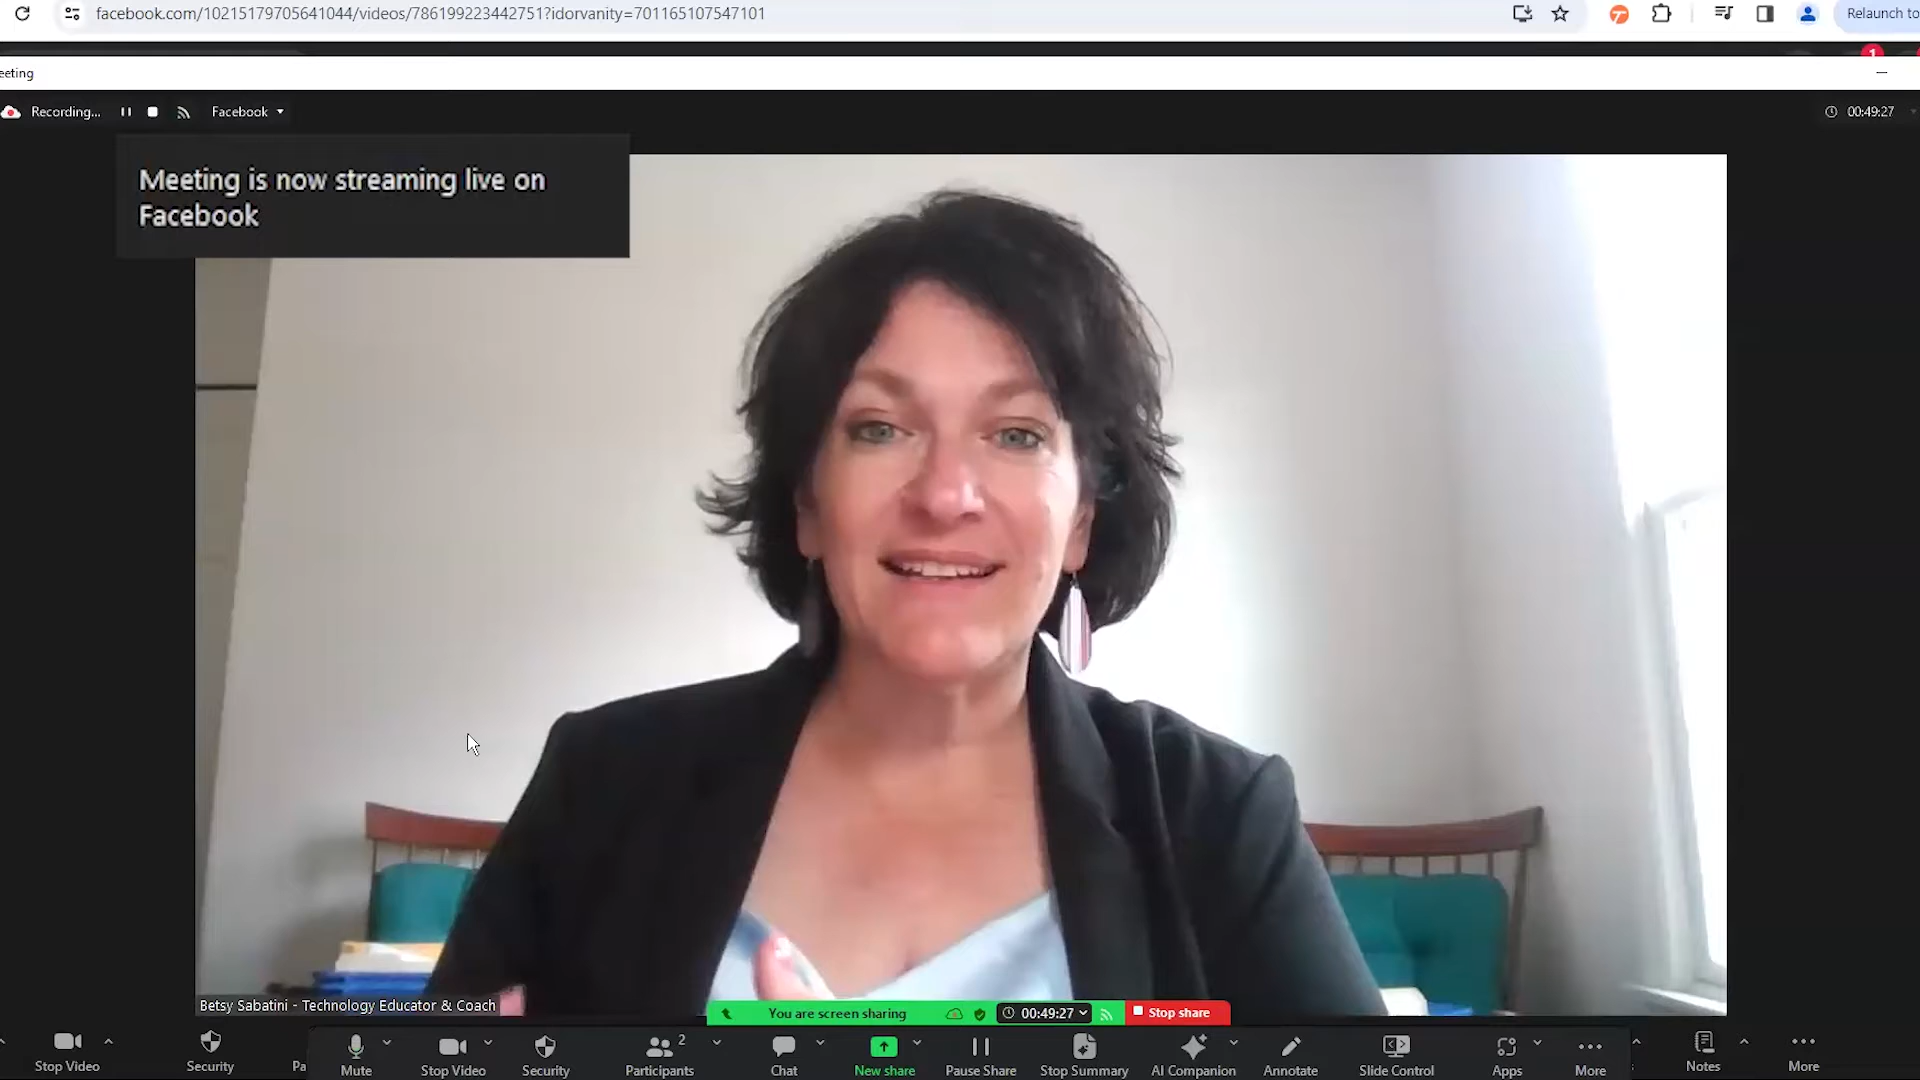 facebook.com/10215179705641044/videos/786199223442751?idorvanity=701165107547101
Relaunch to
1
eeting
Recording...
Facebook
00:49:27
Meeting is now streaming live on
Facebook
Betsy Sabatini - Technology Educator & Coach
You are screen sharing
00:49:27
Stop share
Stop Video
Security
Pa
Mute
Stop Video
Security
Participants
2
Chat
New share
Pause Share
Stop Summary
AI Companion
Annotate
Slide Control
Apps
More
Notes
More